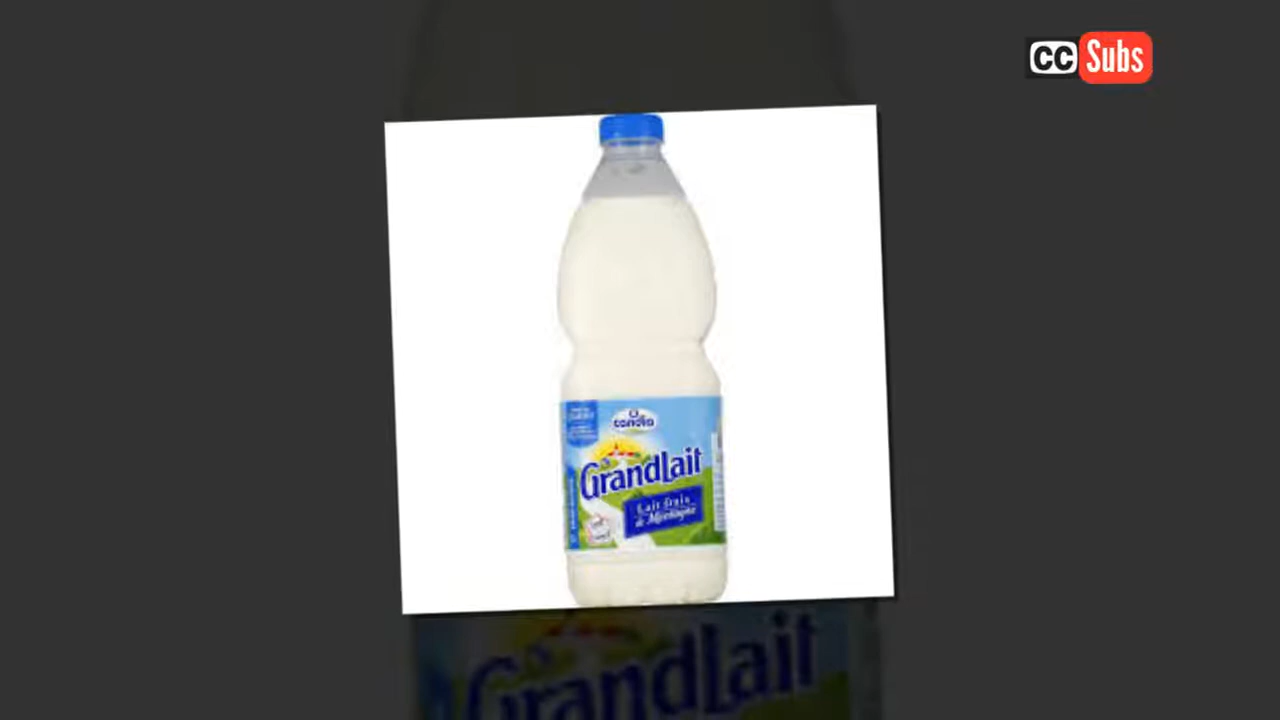 CC Subs
candia
GrandLait
Lait frais
de Montagne
GrandLait